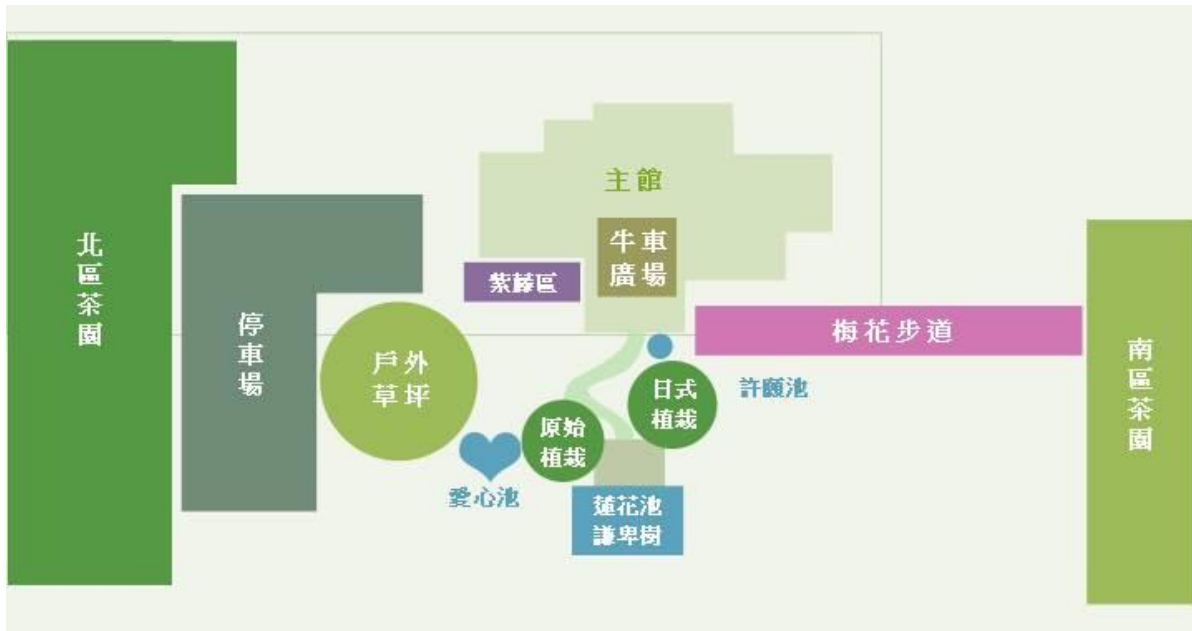 主館
牛車
廣場
北區茶園
紫藤區
停車場
梅花步道
戶外
草坪
南區茶園
日式
植栽
許願池
原始
植栽
愛心池
蓮花池
謙卑樹